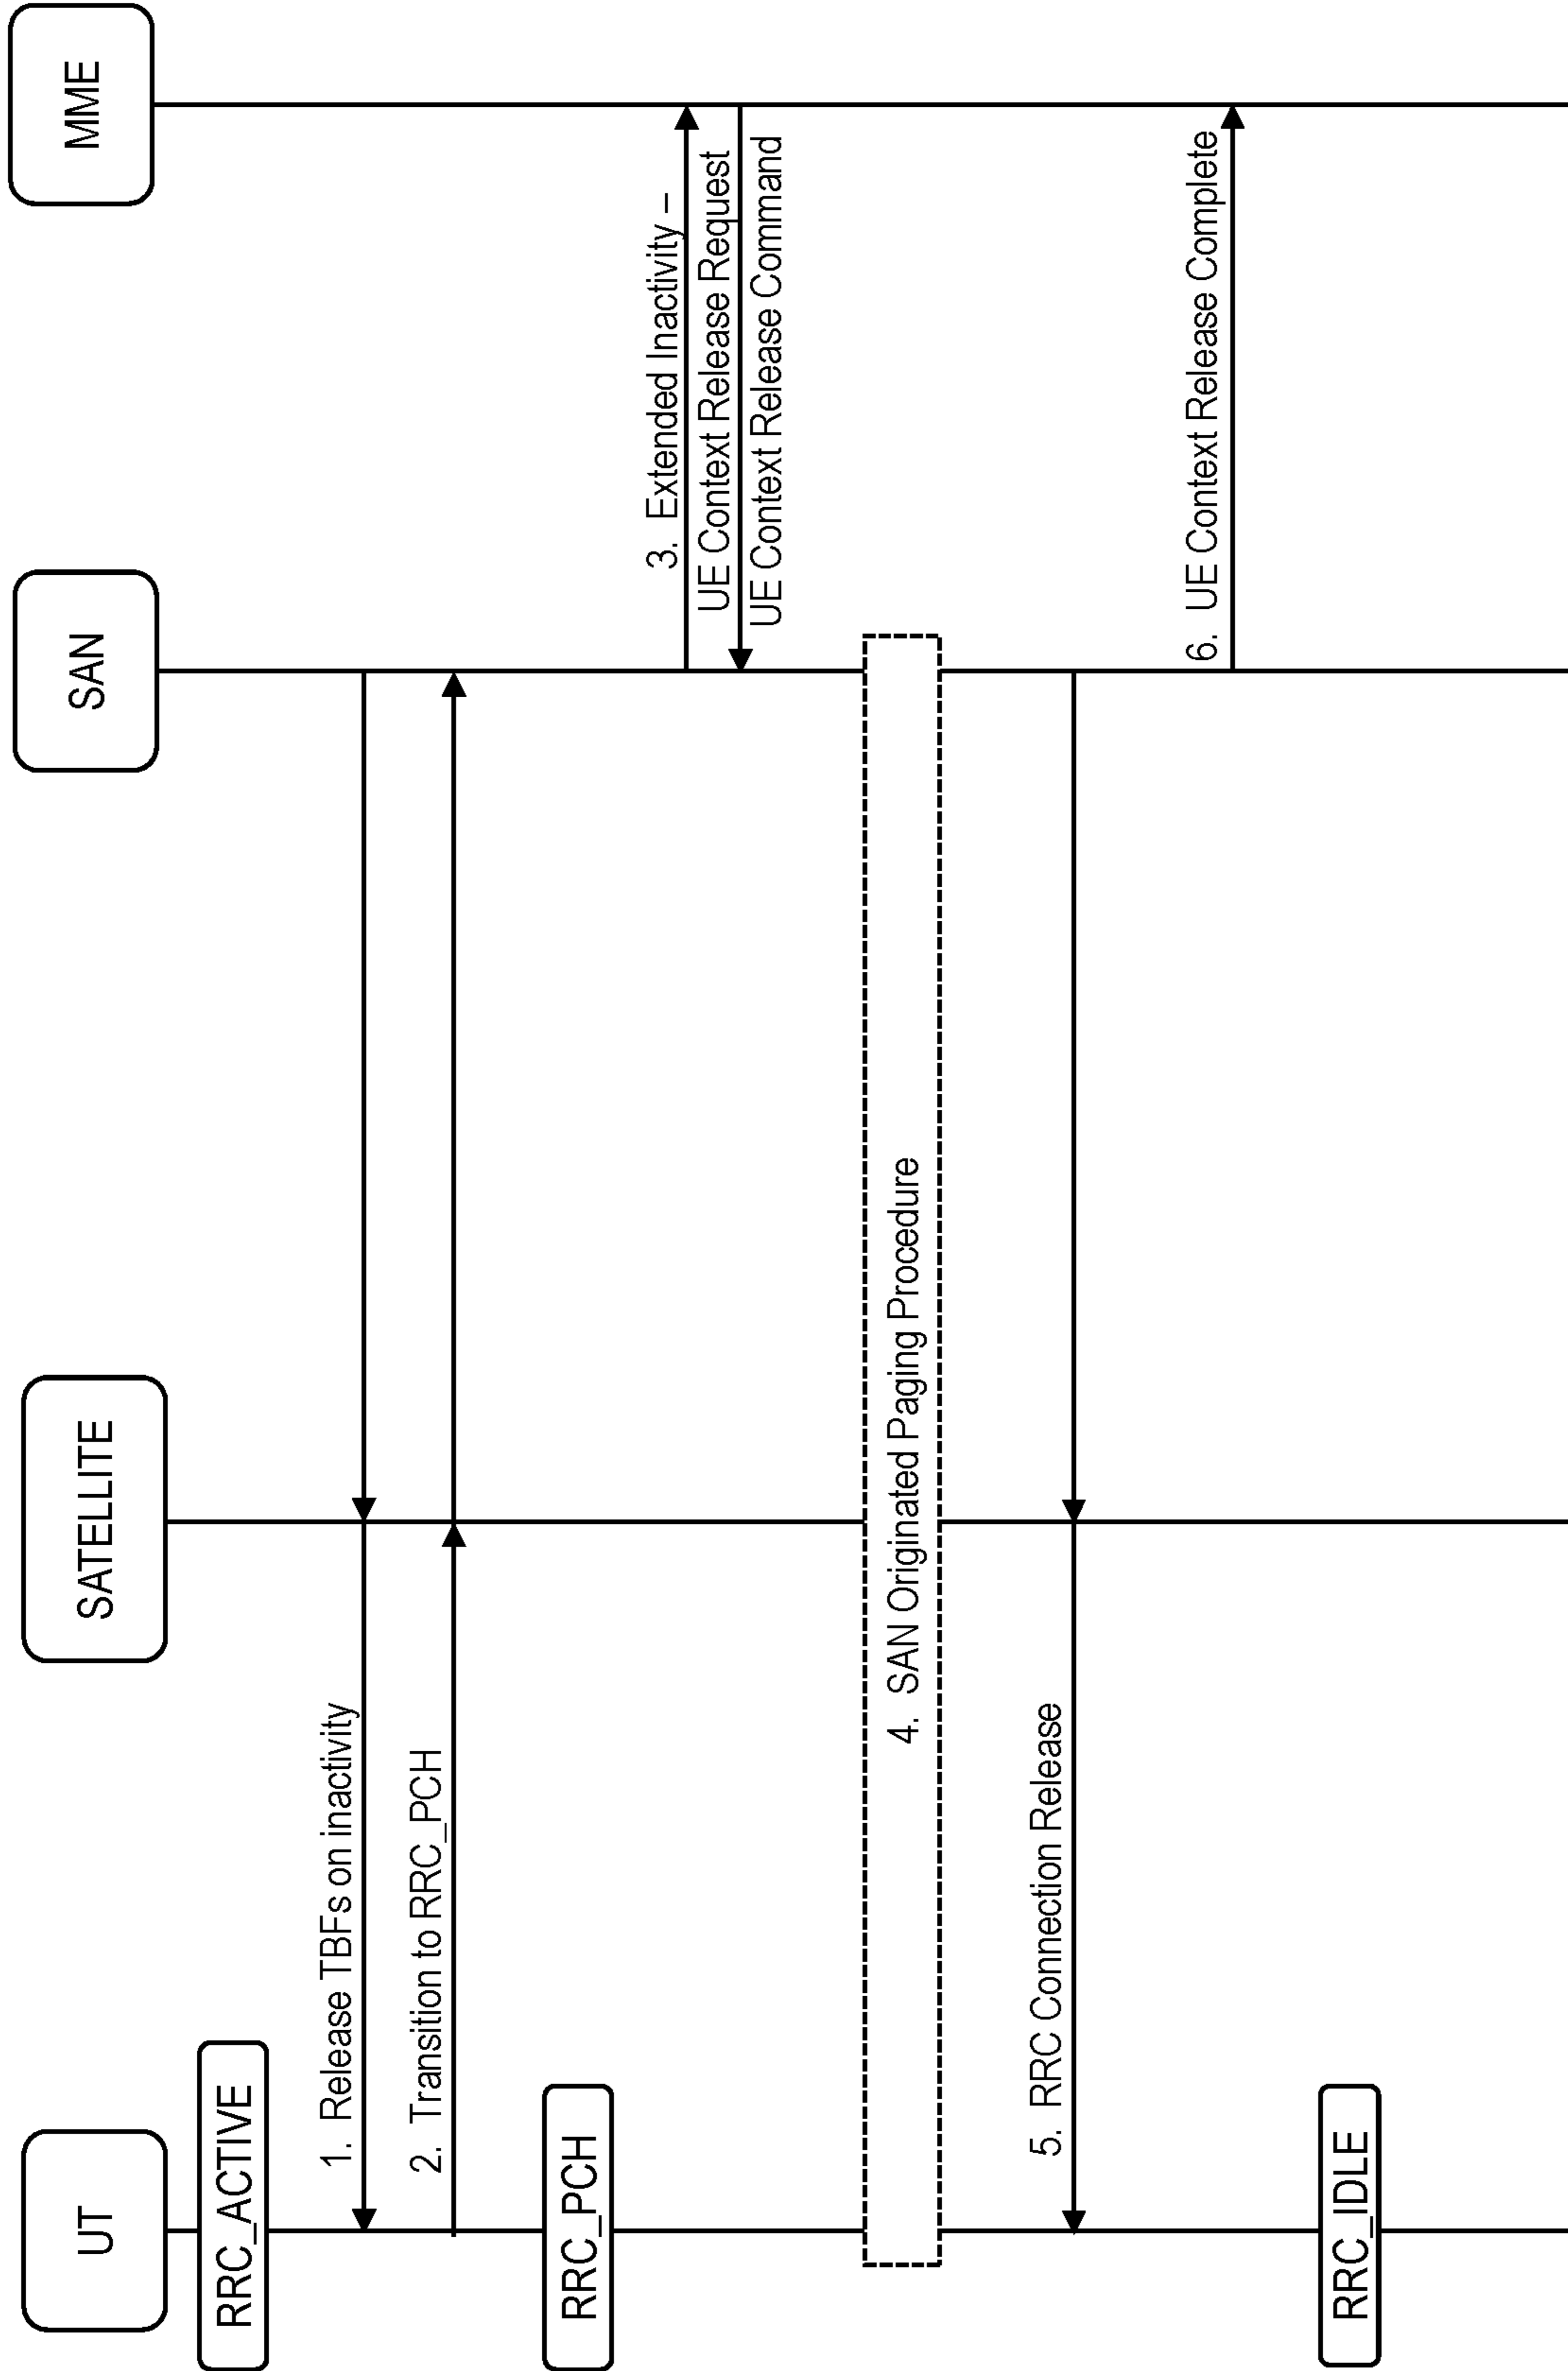 UT
SATELLITE
SAN
MME
RRC_ACTIVE
1. Release TBFs on inactivity
2. Transition to RRC_PCH
RRC_PCH
3. Extended Inactivity –
UE Context Release Request
UE Context Release Command
4. SAN Originated Paging Procedure
5. RRC Connection Release
6. UE Context Release Complete
RRC_IDLE